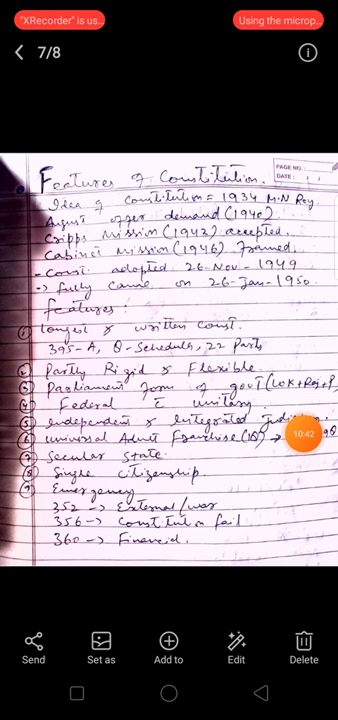 "XRecorder" is us...
Using the microp...
7/8
PAGE NO.:
DATE: / /
Features of Constitution.
Idea of constitution = 1934 M.N Roy.
August offer demand (1940)
Cripps Mission (1942) accepted.
Cabinet Mission (1946) Framed.
- Const. adopted 26-Nov-1949
-> fully came on 26-Jan-1950.
features:
① longest & written const.
395-A, 8-Schedule, 22 Parts
② Partly Rigid & Flexible
③ Parliament form of govt (LOK+Raj+P
④ Federal unitary
⑤ independent & integrated
⑥ universal Adult Franchise (18) ->
10:42
⑦ Secular State.
⑧ Single citizenship.
⑨ Emergency
352 -> External/war
356 -> Constitution fail.
360 -> Financial.
Send
Set as
Add to
Edit
Delete